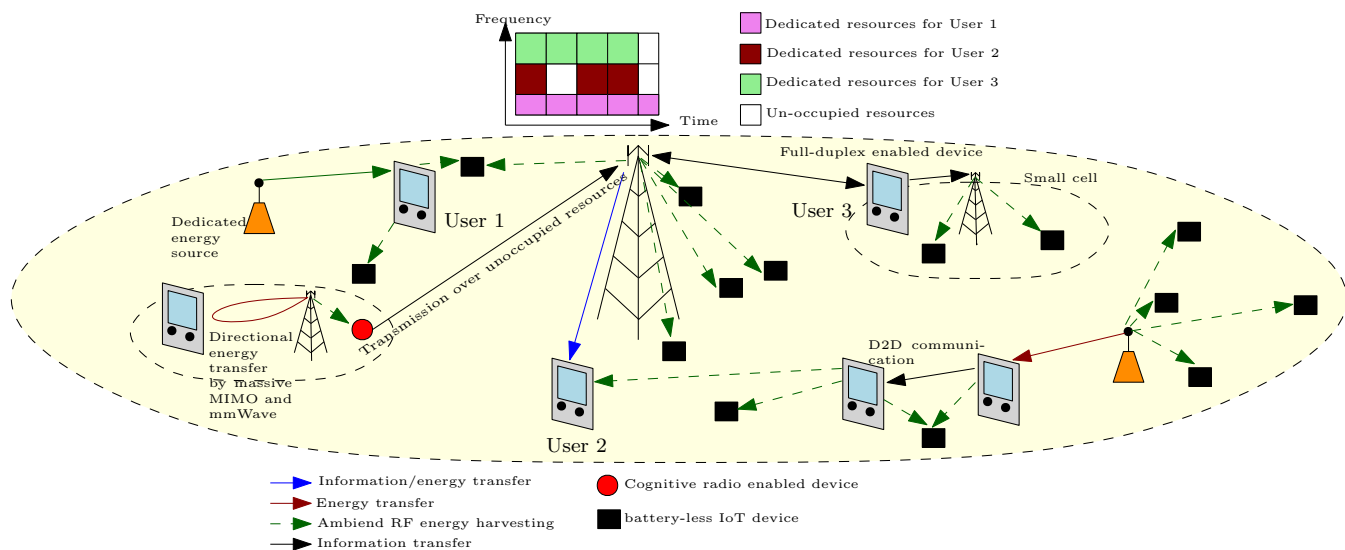 Frequency
Time
Dedicated resources for User 1
Dedicated resources for User 2
Dedicated resources for User 3
Un-occupied resources
Full-duplex enabled device
Small cell
User 1
User 3
Dedicated
energy
source
Transmission over unoccupied resources
Directional
energy
transfer
by massive
MIMO and
mmWave
D2D communi-
cation
User 2
Information/energy transfer
Energy transfer
Ambiend RF energy harvesting
Information transfer
Cognitive radio enabled device
battery-less IoT device